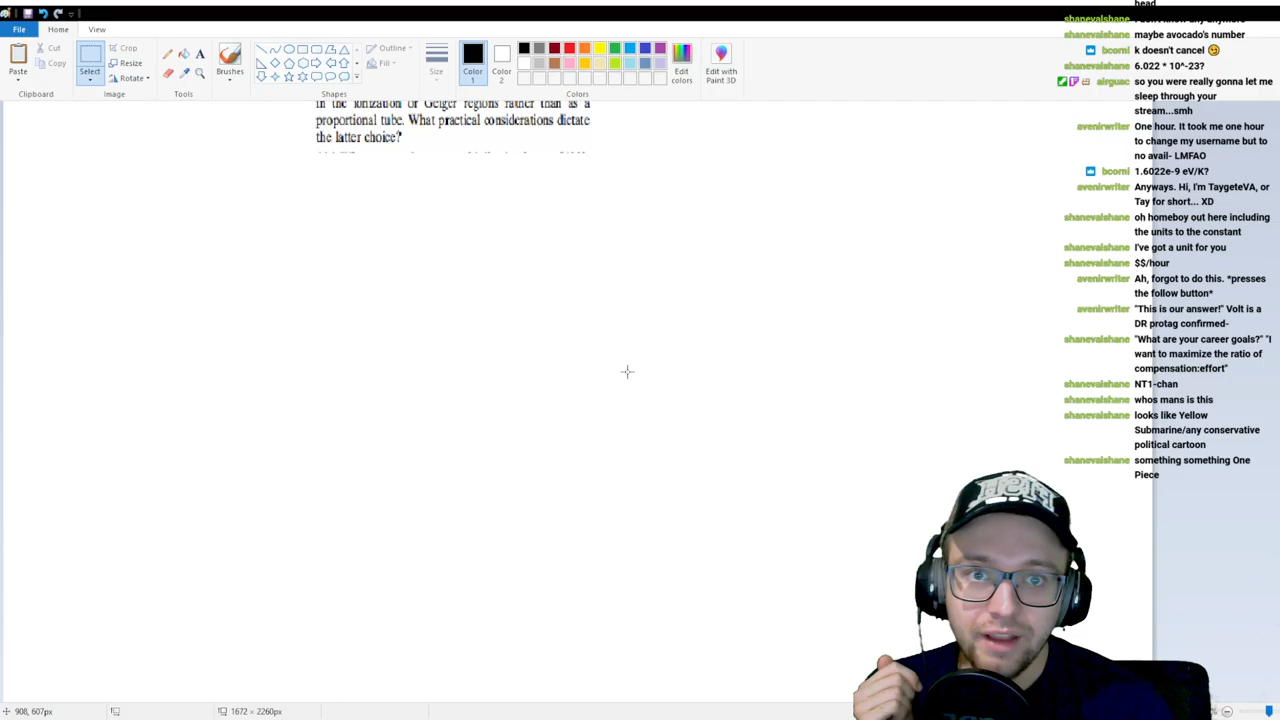 File
Home
View
Paste
Cut
Copy
Clipboard
Select
Crop
Resize
Rotate
Image
Tools
Brushes
Shapes
Outline
Fill
Size
Color
1
Color
2
Edit
colors
Colors
Edit with
Paint 3D
in the ionization or Geiger regions rather than as a
proportional tube. What practical considerations dictate
the latter choice?
head
shanevalshane
shanevalshane maybe avocado's number
bcorni k doesn't cancel
shanevalshane 6.022 * 10^-23?
airguac so you were really gonna let me
sleep through your
stream...smh
avenirwriter One hour. It took me one hour
to change my username but to
no avail- LMFAO
bcorni 1.6022e-9 eV/K?
avenirwriter Anyways. Hi, I'm TaygeteVA, or
Tay for short... XD
shanevalshane oh homeboy out here including
the units to the constant
shanevalshane I've got a unit for you
shanevalshane $$/hour
avenirwriter Ah, forgot to do this. *presses
the follow button*
avenirwriter "This is our answer!" Volt is a
DR protag confirmed-
shanevalshane "What are your career goals?" "I
want to maximize the ratio of
compensation:effort"
shanevalshane NT1-chan
shanevalshane whos mans is this
shanevalshane looks like Yellow
Submarine/any conservative
political cartoon
shanevalshane something something One
Piece
908, 607px
1672 × 2260px